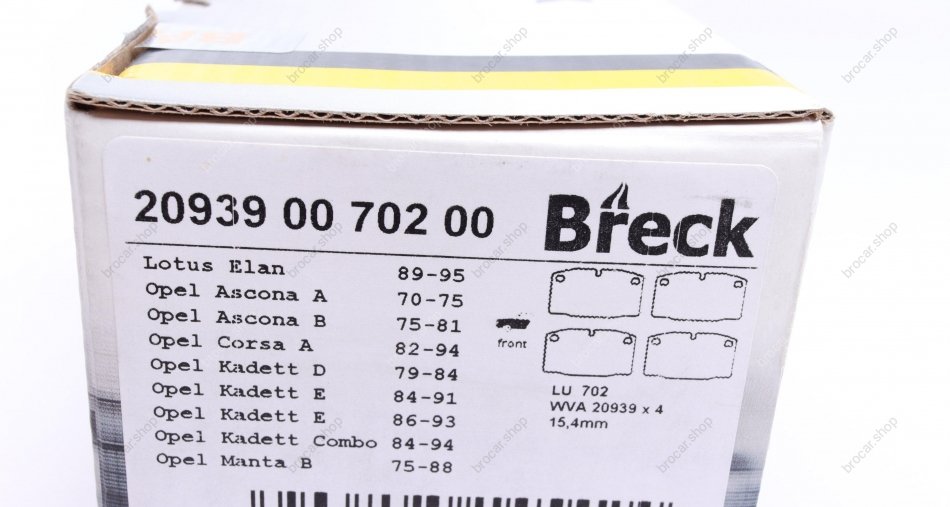 20939 00 702 00
Breck
Lotus Elan 89-95
Opel Ascona A 70-75
Opel Ascona B 75-81
Opel Corsa A 82-94
Opel Kadett D 79-84
Opel Kadett E 84-91
Opel Kadett E 86-93
Opel Kadett Combo 84-94
Opel Manta B 75-88
front
LU 702
WVA 20939 x 4
15,4mm
brocar.shop